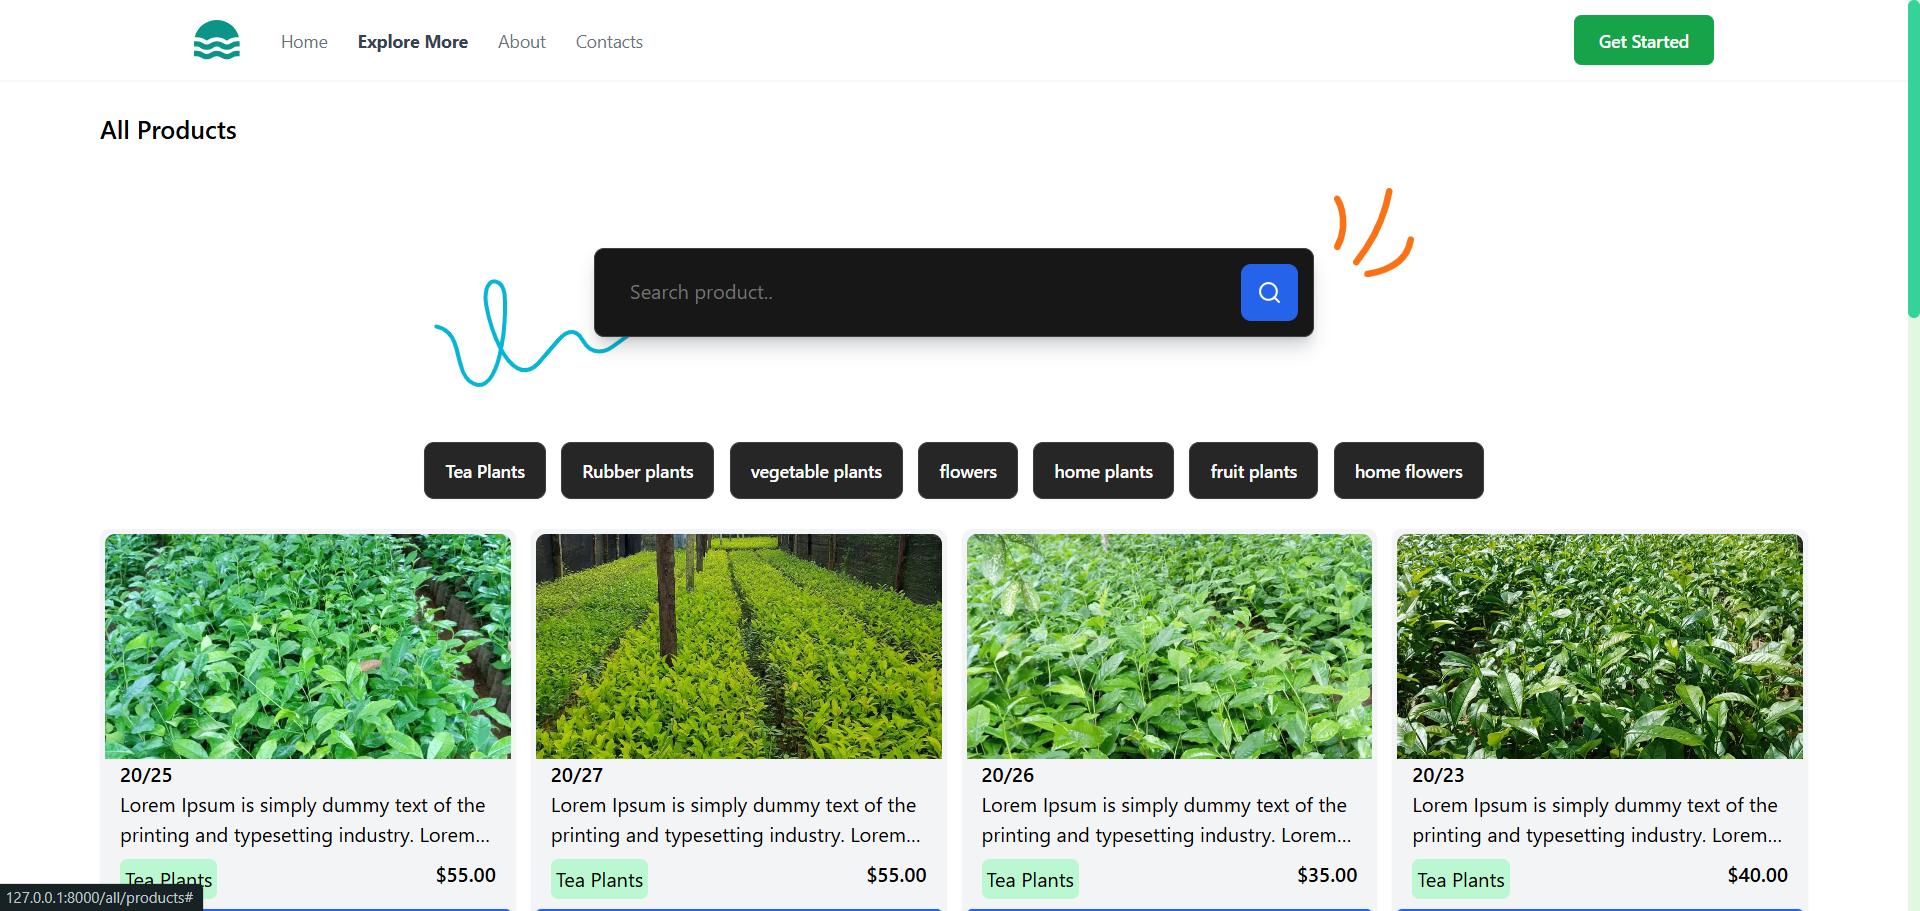 Home Explore More About Contacts Get Started
All Products
Search product..
Tea Plants Rubber plants vegetable plants flowers home plants fruit plants home flowers
20/25
Lorem Ipsum is simply dummy text of the
printing and typesetting industry. Lorem...
Tea Plants $55.00
20/27
Lorem Ipsum is simply dummy text of the
printing and typesetting industry. Lorem...
Tea Plants $55.00
20/26
Lorem Ipsum is simply dummy text of the
printing and typesetting industry. Lorem...
Tea Plants $35.00
20/23
Lorem Ipsum is simply dummy text of the
printing and typesetting industry. Lorem...
Tea Plants $40.00
127.0.0.1:8000/all/products#